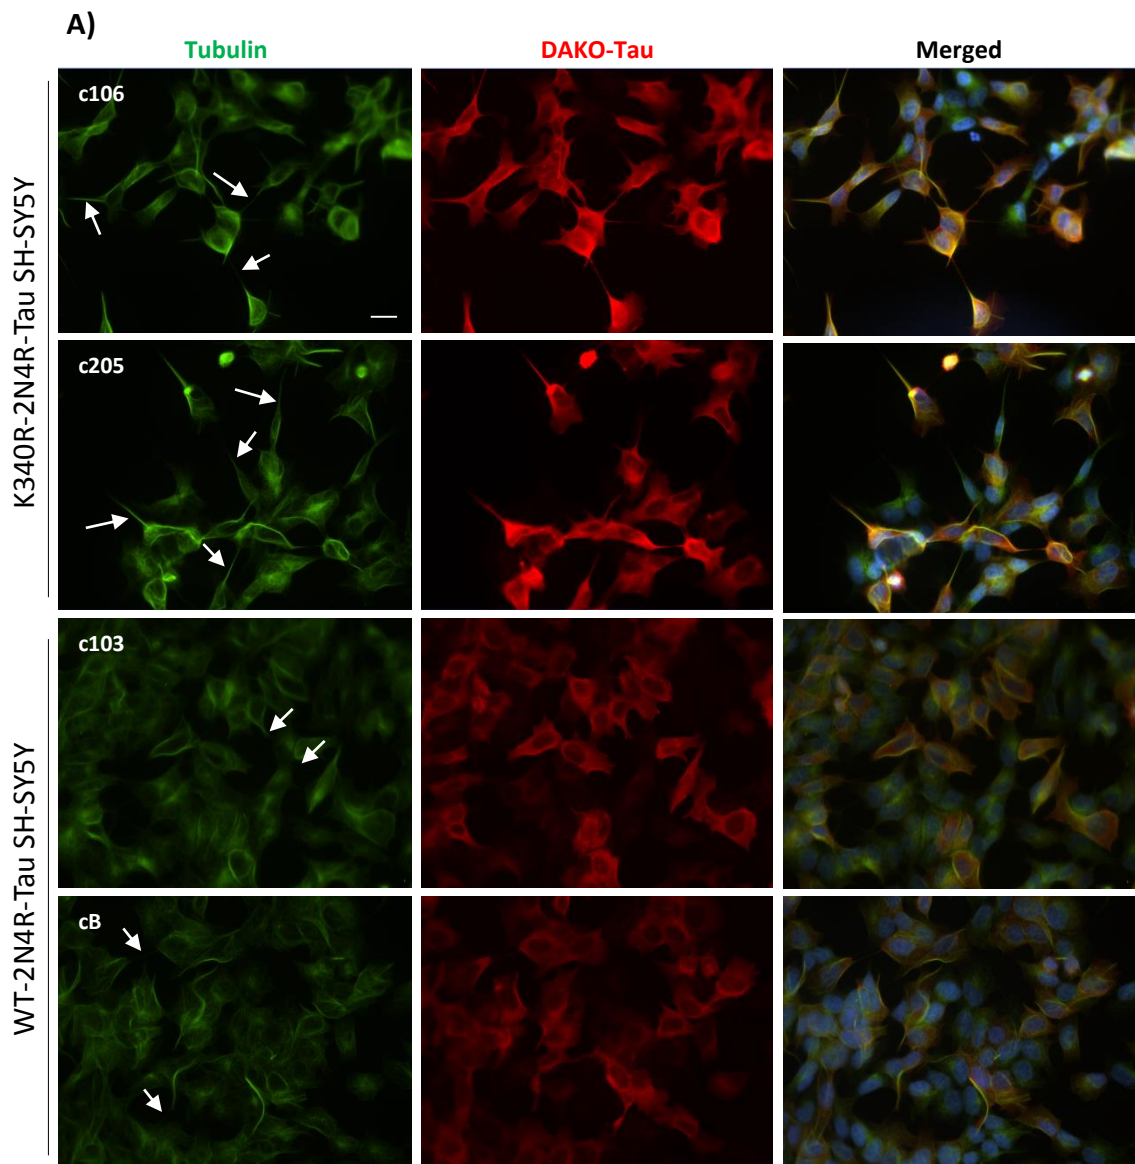 A)
Tubulin
DAKO-Tau
Merged
K340R-2N4R-Tau SH-SY5Y
c106
c205
WT-2N4R-Tau SH-SY5Y
c103
cB